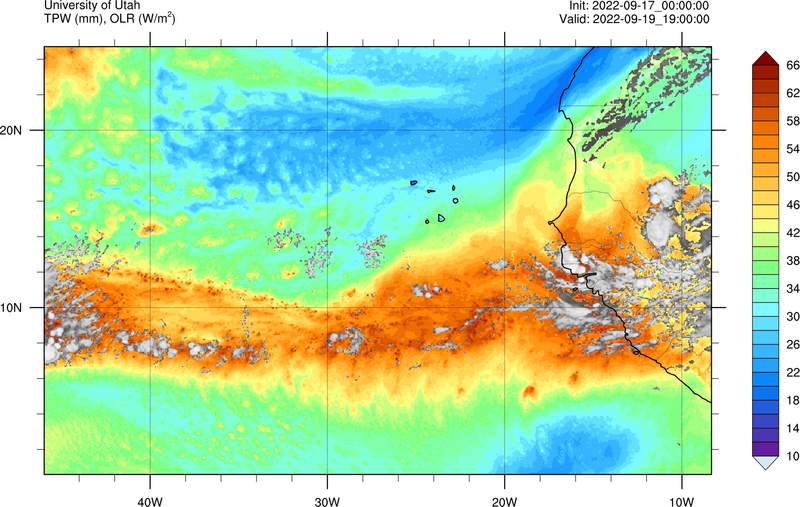 University of Utah
Init: 2022-09-17_00:00:00
TPW (mm), OLR (W/m²)
Valid: 2022-09-19_19:00:00
66
62
58
54
50
46
42
38
34
30
26
22
18
14
10
20N
10N
40W
30W
20W
10W